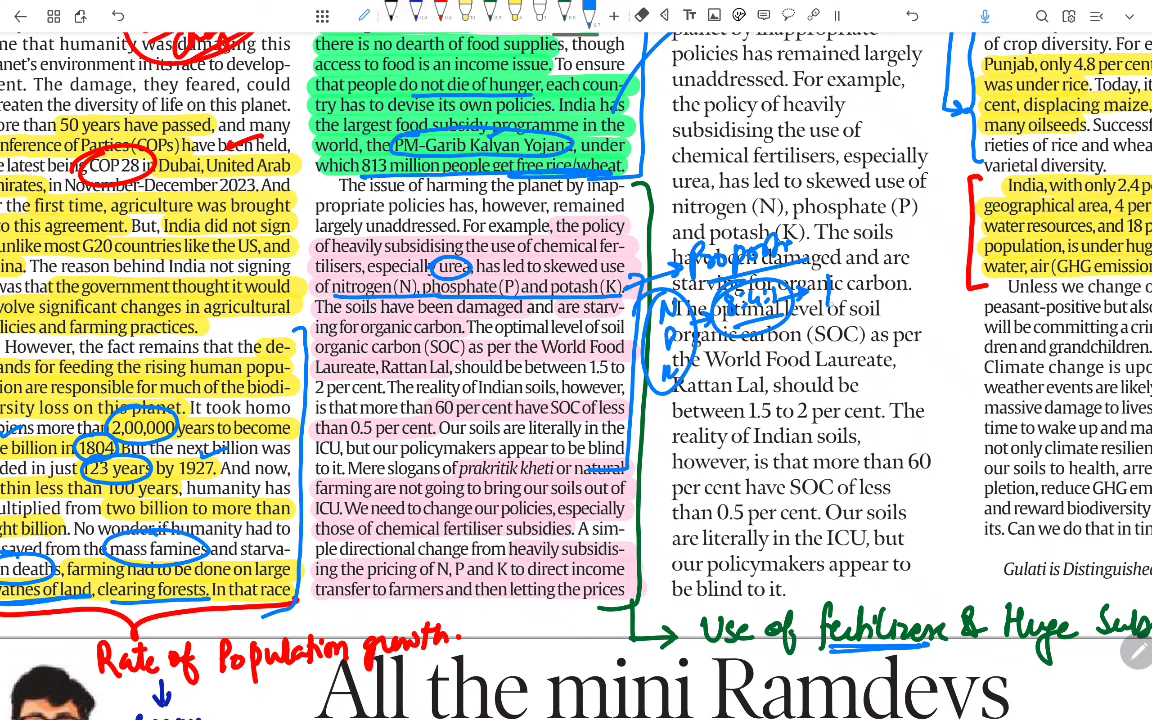 me that humanity was damaging this
anet's environment in its race to develop-
ent. The damage, they feared, could
reaten the diversity of life on this planet.
ore than 50 years have passed, and many
onference of Parties (COPs) have been held,
e latest being COP 28 in Dubai, United Arab
mirates, in November-December 2023. And
r the first time, agriculture was brought
to this agreement. But, India did not sign
unlike most G20 countries like the US, and
ina. The reason behind India not signing
was that the government thought it would
volve significant changes in agricultural
licies and farming practices.
However, the fact remains that the de-
ands for feeding the rising human popu-
tion are responsible for much of the biodi-
rsity loss on this planet. It took homo
piens more than 2,00,000 years to become
e billion in 1804. But the next billion was
ded in just 123 years by 1927. And now,
thin less than 100 years, humanity has
ultiplied from two billion to more than
ght billion. No wonder if humanity had to
saved from the mass famines and starva-
n deaths, farming had to be done on large
vathes of land, clearing forests. In that race
Rate of Population growth.
there is no dearth of food supplies, though
access to food is an income issue. To ensure
that people do not die of hunger, each coun-
try has to devise its own policies. India has
the largest food subsidy programme in the
world, the PM-Garib Kalyan Yojana, under
which 813 million people get free rice/wheat.
The issue of harming the planet by inap-
propriate policies has, however, remained
largely unaddressed. For example, the policy
of heavily subsidising the use of chemical fer-
tilisers, especially urea, has led to skewed use
of nitrogen (N), phosphate (P) and potash (K).
The soils have been damaged and are starv-
ing for organic carbon. The optimal level of soil
organic carbon (SOC) as per the World Food
Laureate, Rattan Lal, should be between 1.5 to
2 per cent. The reality of Indian soils, however,
is that more than 60 per cent have SOC of less
than 0.5 per cent. Our soils are literally in the
ICU, but our policymakers appear to be blind
to it. Mere slogans of prakritik kheti or natural
farming are not going to bring our soils out of
ICU. We need to change our policies, especially
those of chemical fertiliser subsidies. A sim-
ple directional change from heavily subsidis-
ing the pricing of N, P and K to direct income
transfer to farmers and then letting the prices
planet by inappropriate
policies has remained largely
unaddressed. For example,
the policy of heavily
subsidising the use of
chemical fertilisers, especially
urea, has led to skewed use of
nitrogen (N), phosphate (P)
and potash (K). The soils
have been damaged and are
starving for organic carbon.
The optimal level of soil
organic carbon (SOC) as per
the World Food Laureate,
Rattan Lal, should be
between 1.5 to 2 per cent. The
reality of Indian soils,
however, is that more than 60
per cent have SOC of less
than 0.5 per cent. Our soils
are literally in the ICU, but
our policymakers appear to
be blind to it.
N
P
K
Use of fertilizers & Huge Subs
of crop diversity. For e
Punjab, only 4.8 per cent
was under rice. Today, it
cent, displacing maize,
many oilseeds. Successf
rieties of rice and whea
varietal diversity.
India, with only 2.4 pe
geographical area, 4 per
water resources, and 18 p
population, is under hug
water, air (GHG emission
Unless we change o
peasant-positive but also
will be committing a crin
dren and grandchildren.
Climate change is upo
weather events are likely
massive damage to lives
time to wake up and ma
not only climate resilien
our soils to health, arre
pletion, reduce GHG em
and reward biodiversity
its. Can we do that in tin
Gulati is Distinguished
All the mini Ramdevs